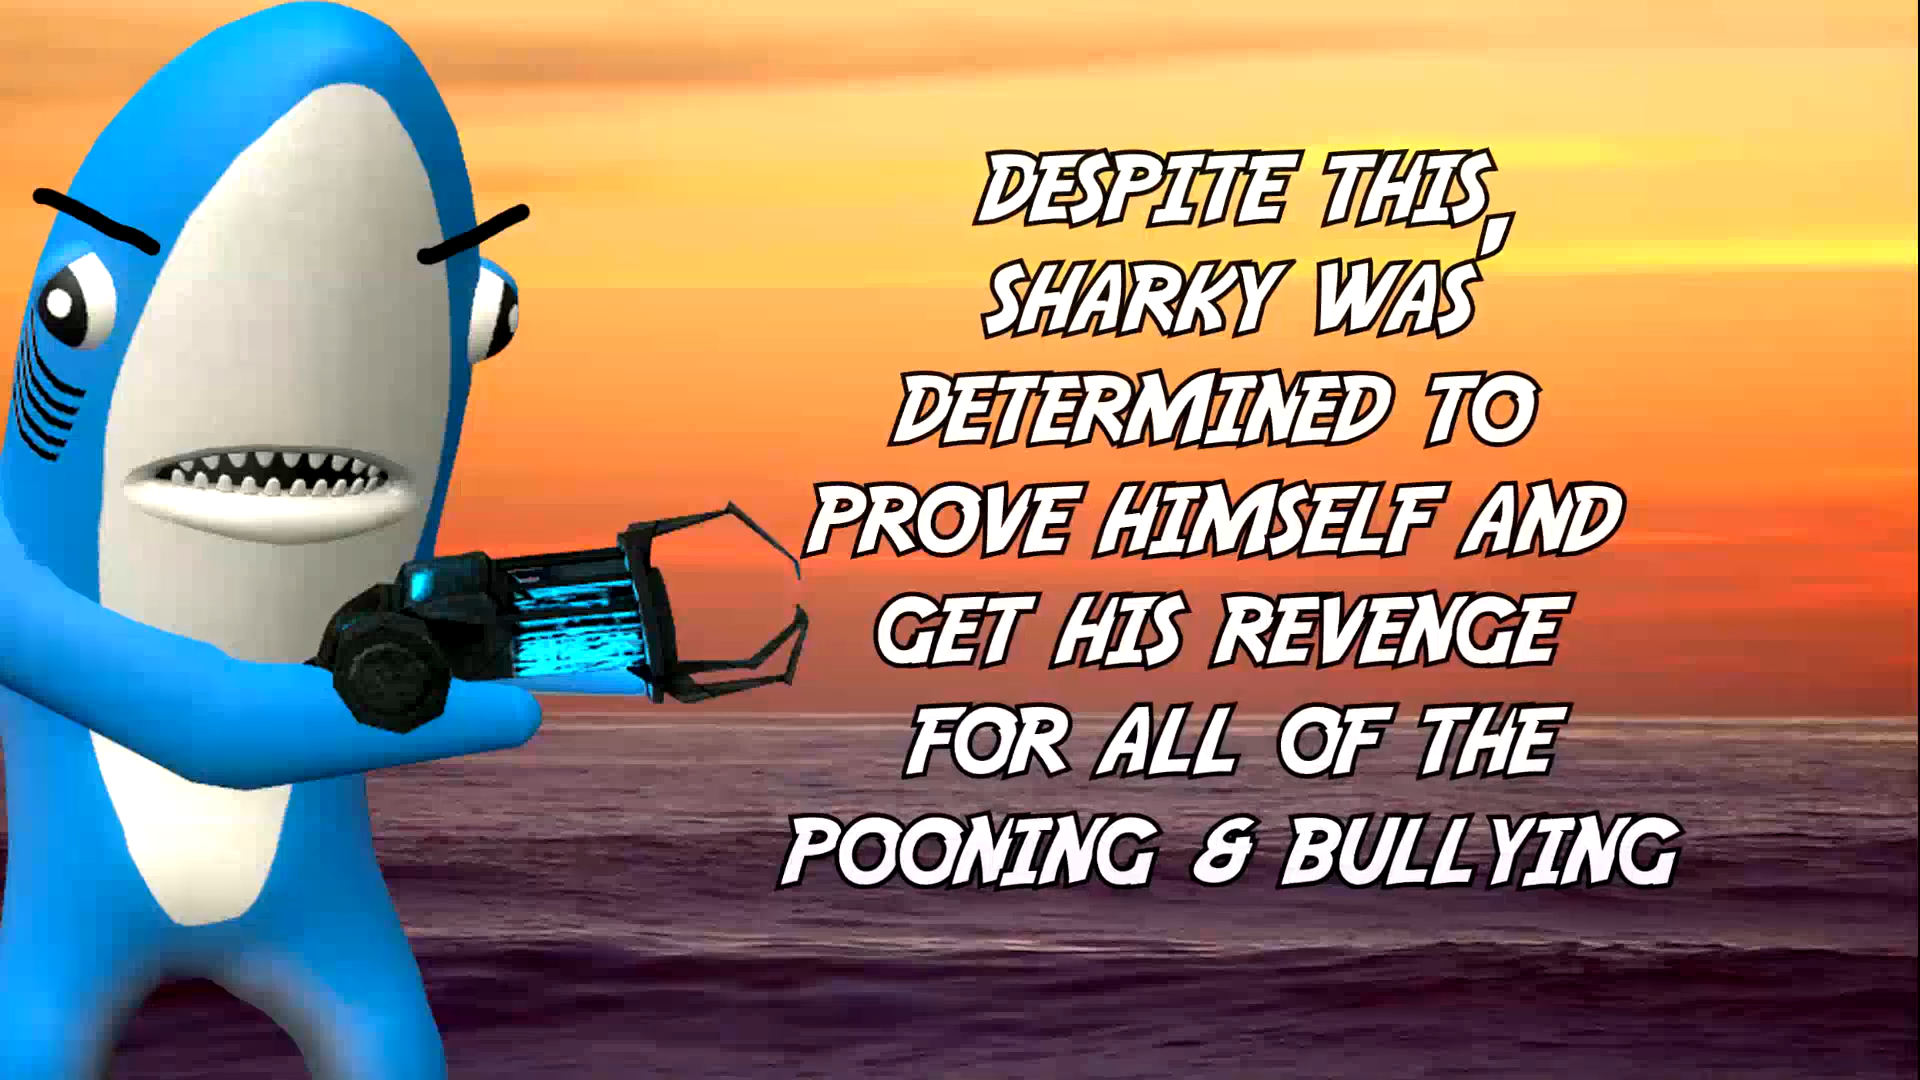 DESPITE THIS,
SHARKY WAS
DETERMINED TO
PROVE HIMSELF AND
GET HIS REVENGE
FOR ALL OF THE
POONING & BULLYING